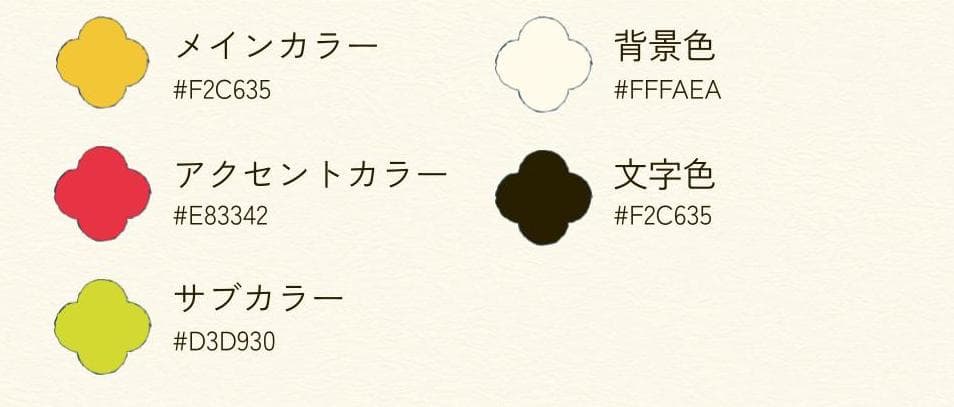 メインカラー
#F2C635
アクセントカラー
#E83342
サブカラー
#D3D930
背景色
#FFFAEA
文字色
#F2C635